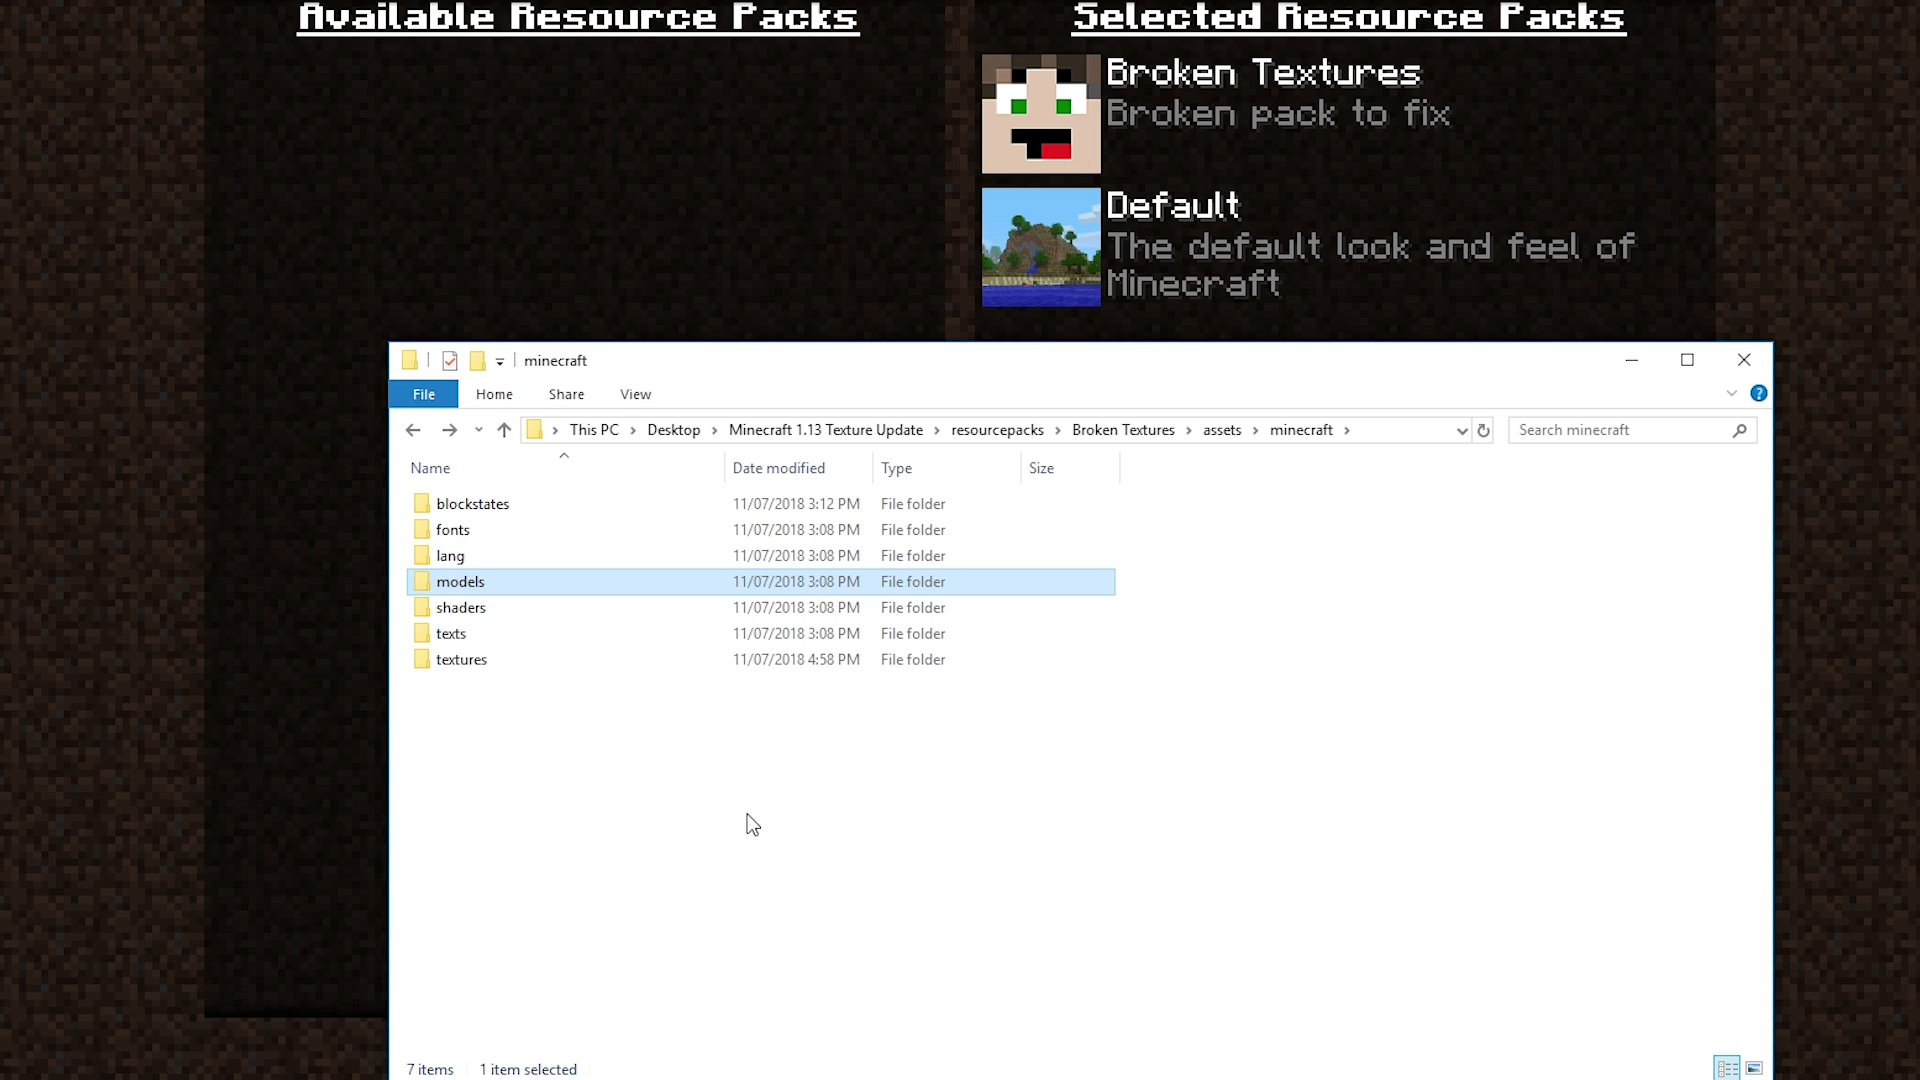 Available Resource Packs
Selected Resource Packs
Broken Textures
Broken pack to fix
Default
The default look and feel of
Minecraft
minecraft
File Home Share View
This PC > Desktop > Minecraft 1.13 Texture Update > resourcepacks > Broken Textures > assets > minecraft >
Search minecraft
Name Date modified Type Size
blockstates 11/07/2018 3:12 PM File folder
fonts 11/07/2018 3:08 PM File folder
lang 11/07/2018 3:08 PM File folder
models 11/07/2018 3:08 PM File folder
shaders 11/07/2018 3:08 PM File folder
texts 11/07/2018 3:08 PM File folder
textures 11/07/2018 4:58 PM File folder
7 items 1 item selected